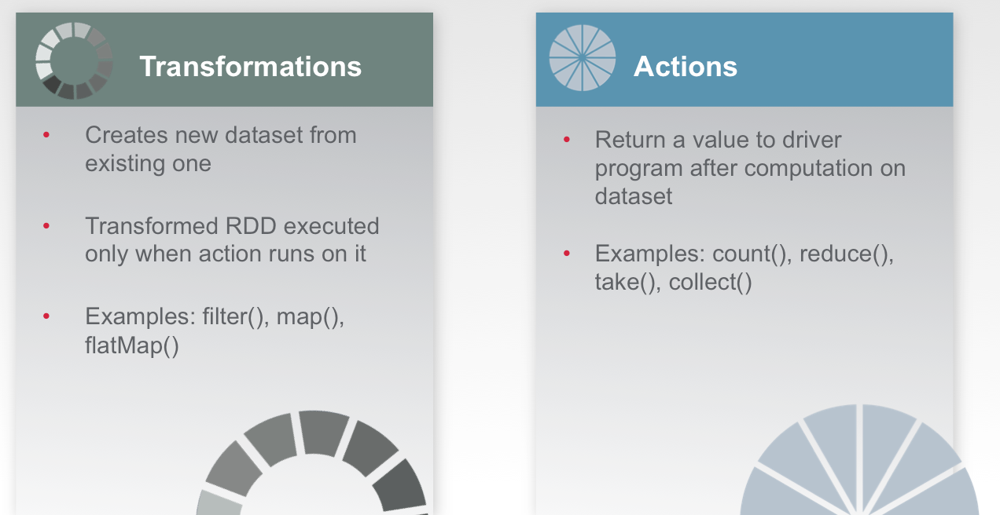 Transformations
• Creates new dataset from
existing one
• Transformed RDD executed
only when action runs on it
• Examples: filter(), map(),
flatMap()
Actions
• Return a value to driver
program after computation on
dataset
• Examples: count(), reduce(),
take(), collect()